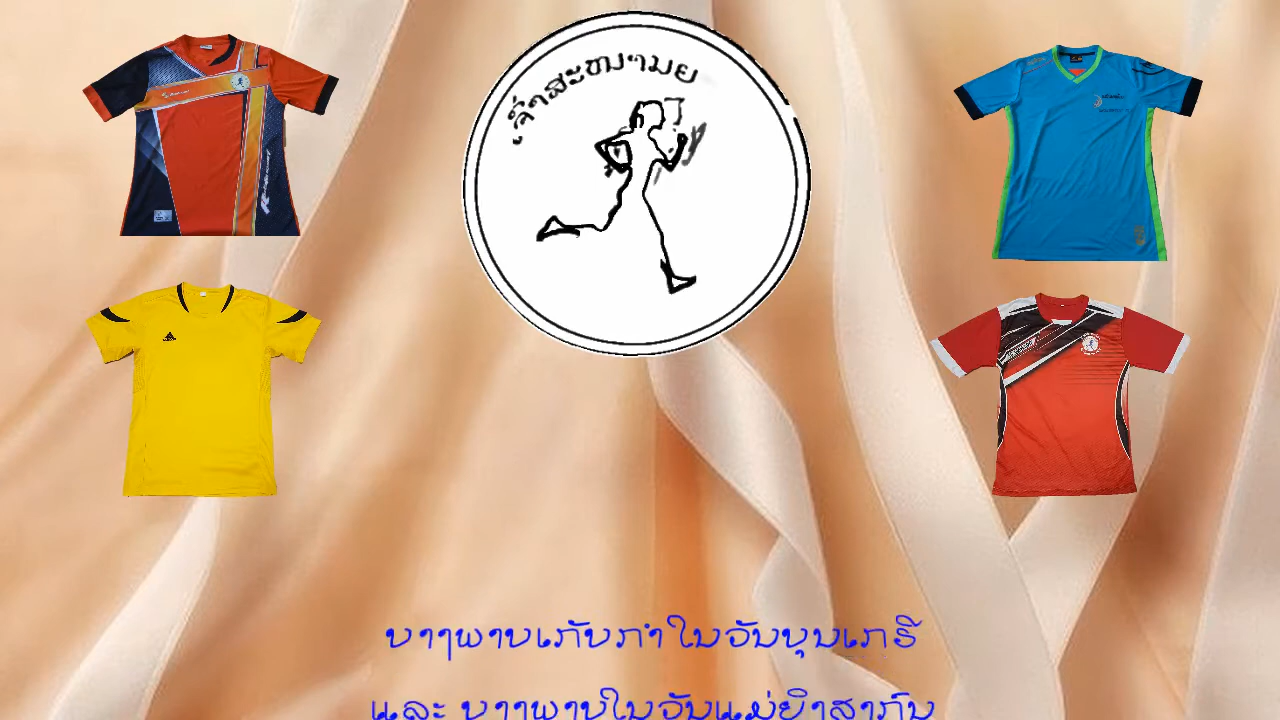 ເຈົ່າສະໜານຍ
ບາງພາບເກັບກຳໃນວັນບຸນເກຣີ
ແລະ ບາງພາບໃນວັນແມ່ຍິງສາກົນ